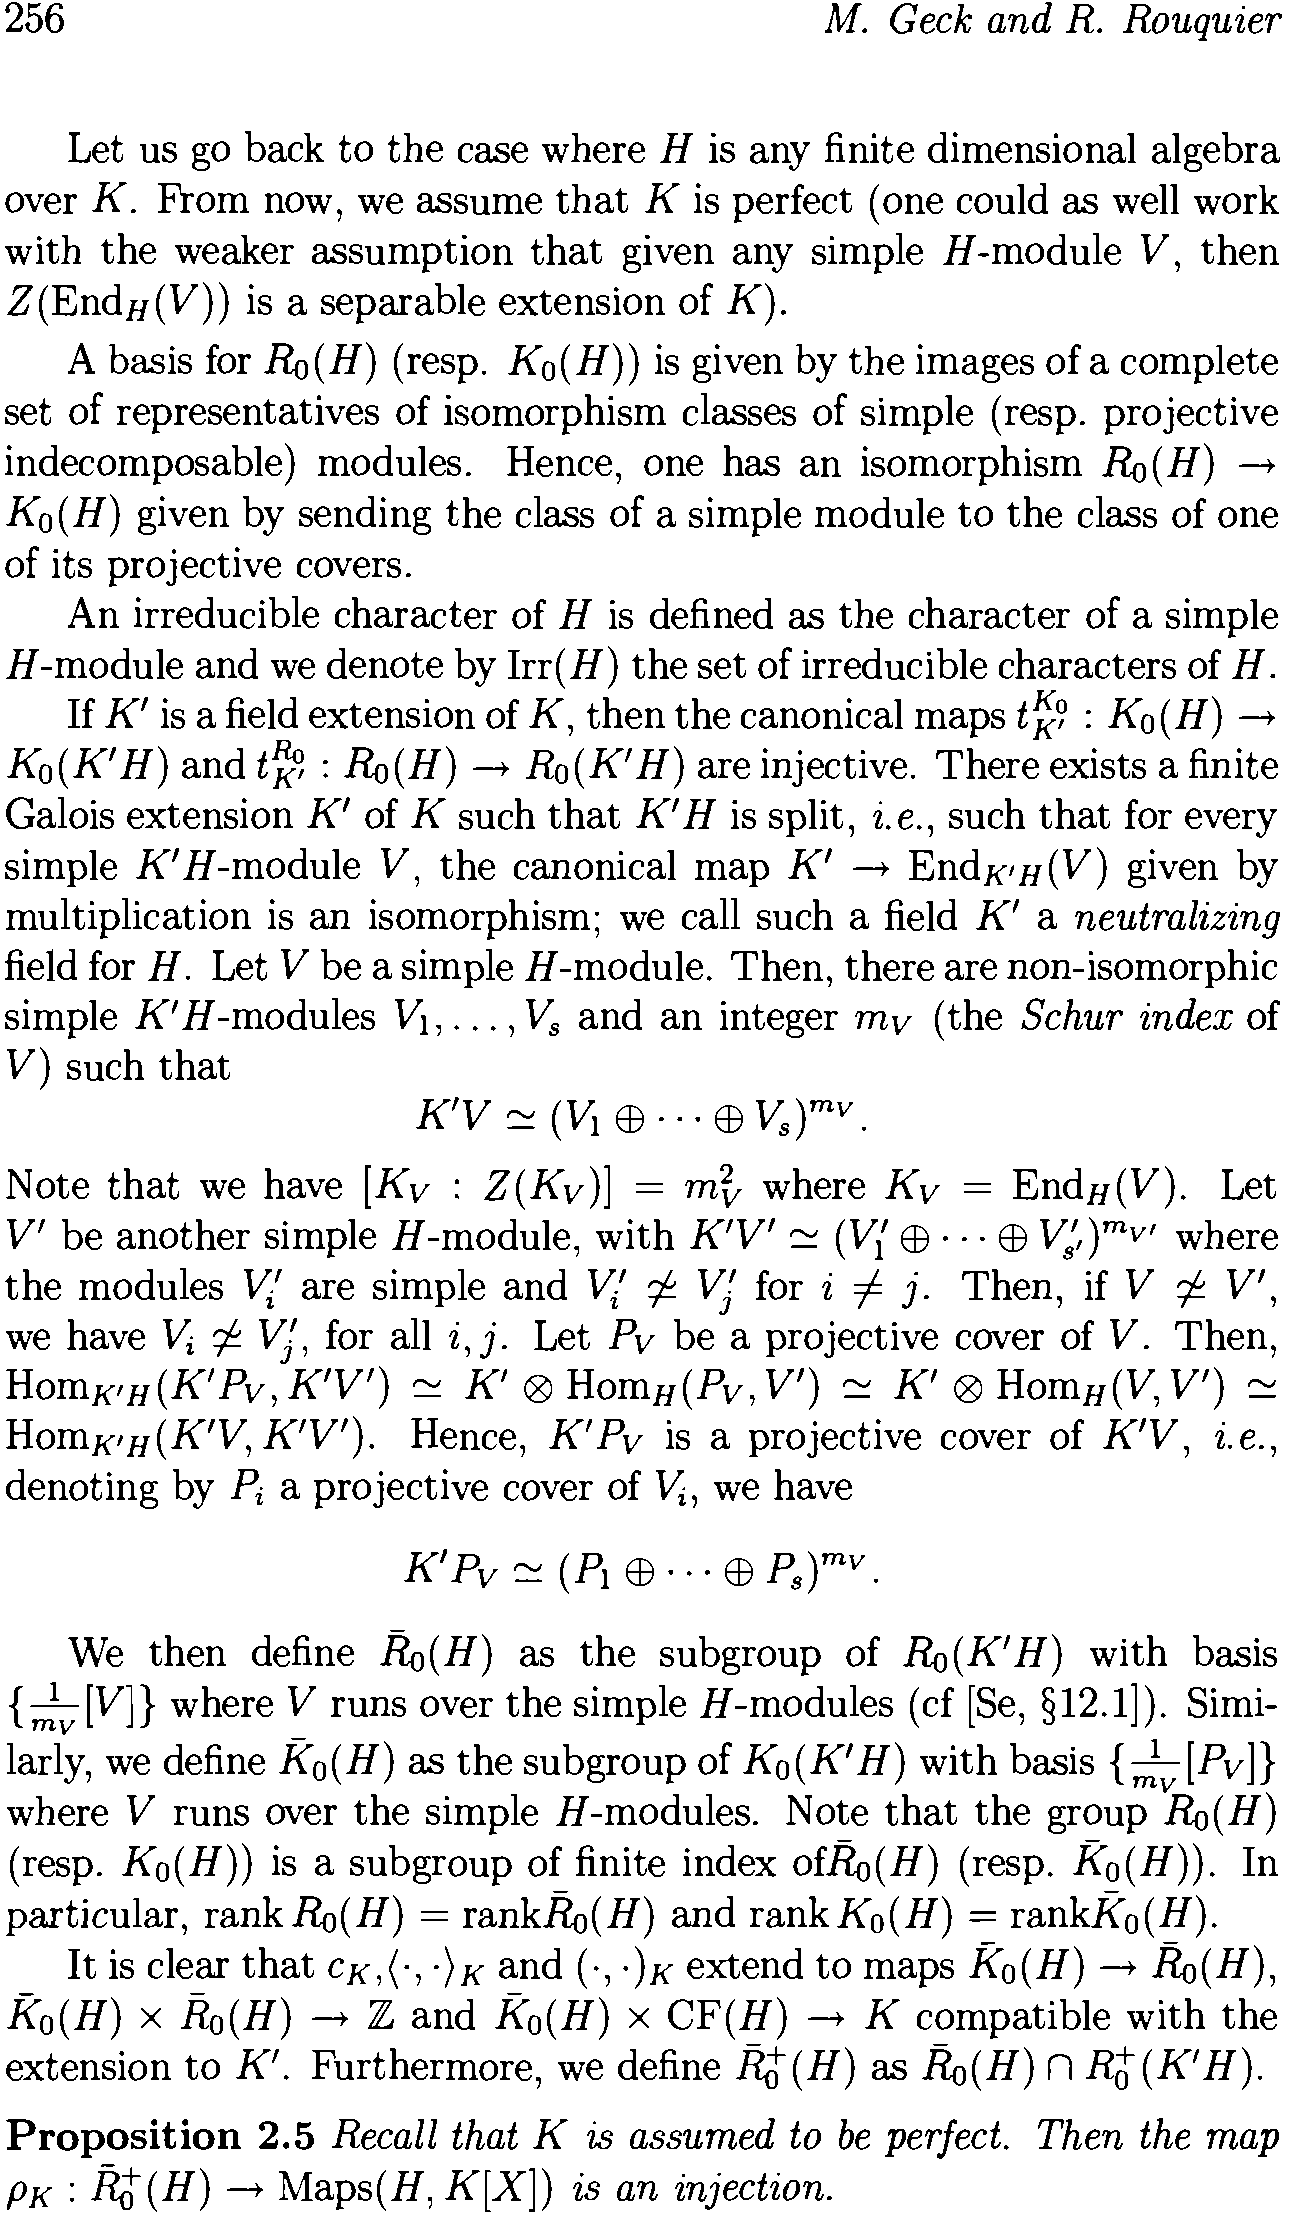 256 M. Geck and R. Rouquier
Let us go back to the case where H is any finite dimensional algebra
over K. From now, we assume that K is perfect (one could as well work
with the weaker assumption that given any simple H-module V, then
Z(End_H(V)) is a separable extension of K).
A basis for R_0(H) (resp. K_0(H)) is given by the images of a complete
set of representatives of isomorphism classes of simple (resp. projective
indecomposable) modules. Hence, one has an isomorphism R_0(H) →
K_0(H) given by sending the class of a simple module to the class of one
of its projective covers.
An irreducible character of H is defined as the character of a simple
H-module and we denote by Irr(H) the set of irreducible characters of H.
If K′ is a field extension of K, then the canonical maps t_{K′}^{K_0} : K_0(H) →
K_0(K′H) and t_{K′}^{R_0} : R_0(H) → R_0(K′H) are injective. There exists a finite
Galois extension K′ of K such that K′H is split, i.e., such that for every
simple K′H-module V, the canonical map K′ → End_{K′H}(V) given by
multiplication is an isomorphism; we call such a field K′ a neutralizing
field for H. Let V be a simple H-module. Then, there are non-isomorphic
simple K′H-modules V_1, . . . , V_s and an integer m_V (the Schur index of
V) such that
K′V ≃ (V_1 ⊕ · · · ⊕ V_s)^{m_V}.
Note that we have [K_V : Z(K_V)] = m_V^2 where K_V = End_H(V). Let
V′ be another simple H-module, with K′V′ ≃ (V′_1 ⊕ · · · ⊕ V′_{s′})^{m_{V′}} where
the modules V′_i are simple and V′_i ≄ V′_j for i ≠ j. Then, if V ≄ V′,
we have V_i ≄ V′_j, for all i, j. Let P_V be a projective cover of V. Then,
Hom_{K′H}(K′P_V, K′V′) ≃ K′ ⊗ Hom_H(P_V, V′) ≃ K′ ⊗ Hom_H(V, V′) ≃
Hom_{K′H}(K′V, K′V′). Hence, K′P_V is a projective cover of K′V, i.e.,
denoting by P_i a projective cover of V_i, we have
K′P_V ≃ (P_1 ⊕ · · · ⊕ P_s)^{m_V}.
We then define R̄_0(H) as the subgroup of R_0(K′H) with basis
{\frac{1}{m_V}[V]} where V runs over the simple H-modules (cf [Se, §12.1]). Simi-
larly, we define K̄_0(H) as the subgroup of K_0(K′H) with basis {\frac{1}{m_V}[P_V]}
where V runs over the simple H-modules. Note that the group R_0(H)
(resp. K_0(H)) is a subgroup of finite index ofR̄_0(H) (resp. K̄_0(H)). In
particular, rank R_0(H) = rankR̄_0(H) and rank K_0(H) = rankK̄_0(H).
It is clear that c_K,⟨·, ·⟩_K and (·, ·)_K extend to maps K̄_0(H) → R̄_0(H),
K̄_0(H) × R̄_0(H) → ℤ and K̄_0(H) × CF(H) → K compatible with the
extension to K′. Furthermore, we define R̄_0^+(H) as R̄_0(H) ∩ R_0^+(K′H).
Proposition 2.5 Recall that K is assumed to be perfect. Then the map
ρ_K : R̄_0^+(H) → Maps(H, K[X]) is an injection.